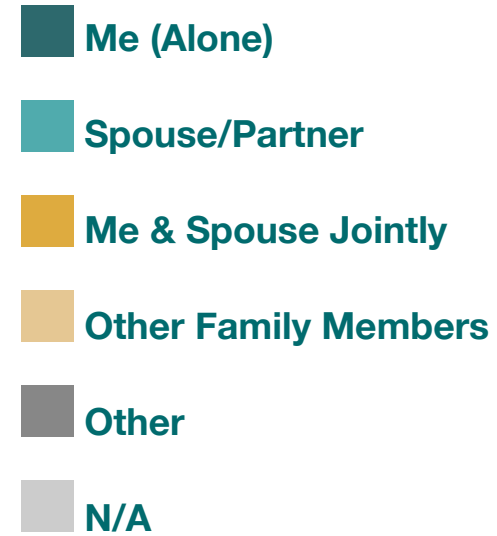 Me (Alone)
Spouse/Partner
Me & Spouse Jointly
Other Family Members
Other
N/A